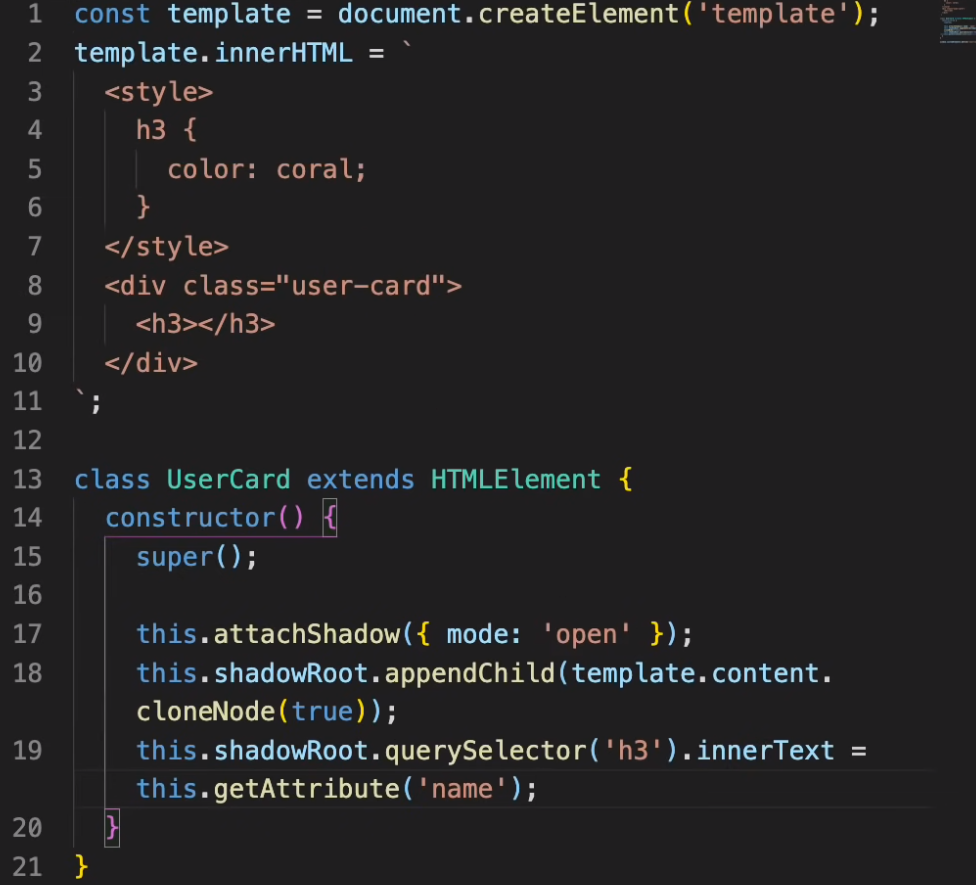 1 const template = document.createElement('template');
2 template.innerHTML = `
3   <style>
4     h3 {
5       color: coral;
6     }
7   </style>
8   <div class="user-card">
9     <h3></h3>
10   </div>
11 `;
12
13 class UserCard extends HTMLElement {
14   constructor() {
15     super();
16
17     this.attachShadow({ mode: 'open' });
18     this.shadowRoot.appendChild(template.content.
    cloneNode(true));
19     this.shadowRoot.querySelector('h3').innerText =
    this.getAttribute('name');
20   }
21 }